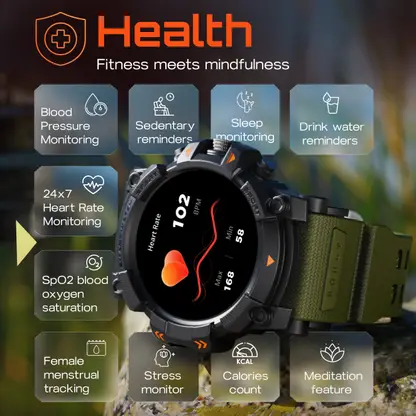 Health
Fitness meets mindfulness
Blood
Pressure
Monitoring
Sedentary
reminders
Sleep
monitoring
Drink water
reminders
24x7
Heart Rate
Monitoring
SpO2 blood
oxygen
saturation
Heart Rate
102
BPM
Max
168
Min
58
Female
menstrual
tracking
Stress
monitor
KCAL
Calories
count
Meditation
feature